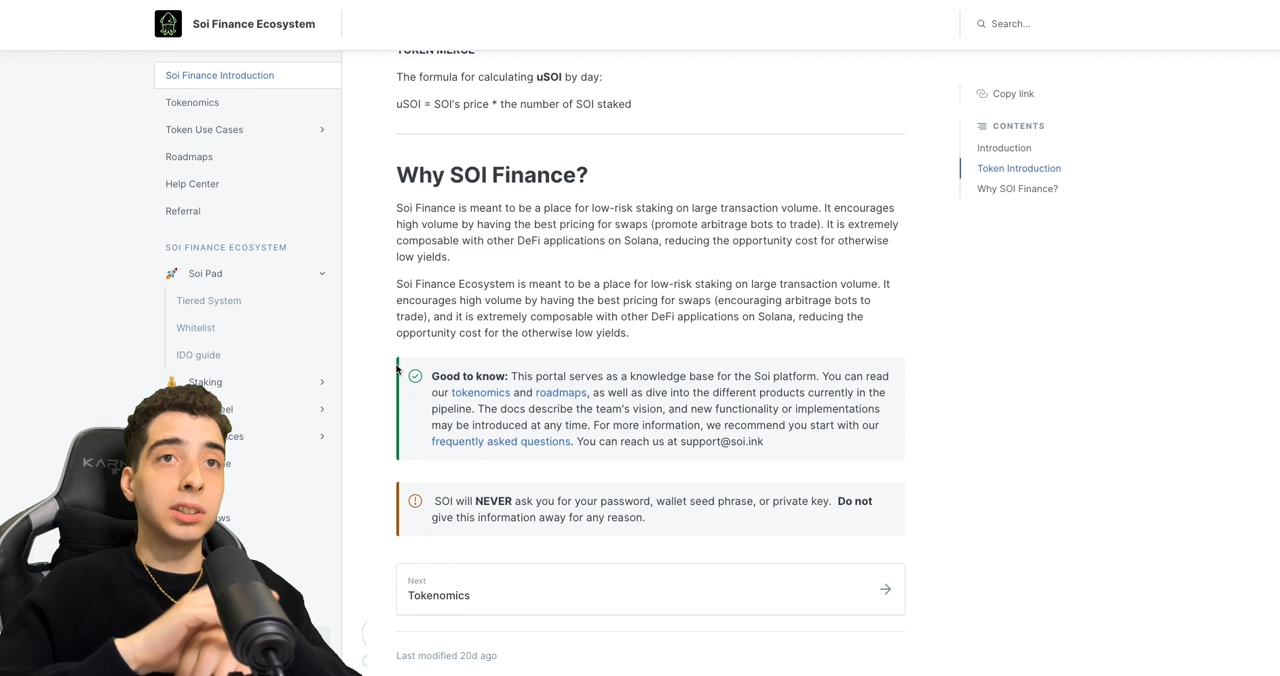 Soi Finance Ecosystem
Search...
Soi Finance Introduction
Tokenomics
Token Use Cases
Roadmaps
Help Center
Referral
SOI FINANCE ECOSYSTEM
Soi Pad
Tiered System
Whitelist
IDO guide
Staking
TOKEN MERGE
The formula for calculating uSOI by day:
uSOI = SOI's price * the number of SOI staked
Why SOI Finance?
Soi Finance is meant to be a place for low-risk staking on large transaction volume. It encourages
high volume by having the best pricing for swaps (promote arbitrage bots to trade). It is extremely
composable with other DeFi applications on Solana, reducing the opportunity cost for otherwise
low yields.
Soi Finance Ecosystem is meant to be a place for low-risk staking on large transaction volume. It
encourages high volume by having the best pricing for swaps (encouraging arbitrage bots to
trade), and it is extremely composable with other DeFi applications on Solana, reducing the
opportunity cost for the otherwise low yields.
Good to know: This portal serves as a knowledge base for the Soi platform. You can read
our tokenomics and roadmaps, as well as dive into the different products currently in the
pipeline. The docs describe the team's vision, and new functionality or implementations
may be introduced at any time. For more information, we recommend you start with our
frequently asked questions. You can reach us at support@soi.ink
SOI will NEVER ask you for your password, wallet seed phrase, or private key. Do not
give this information away for any reason.
Next
Tokenomics
Last modified 20d ago
Copy link
CONTENTS
Introduction
Token Introduction
Why SOI Finance?